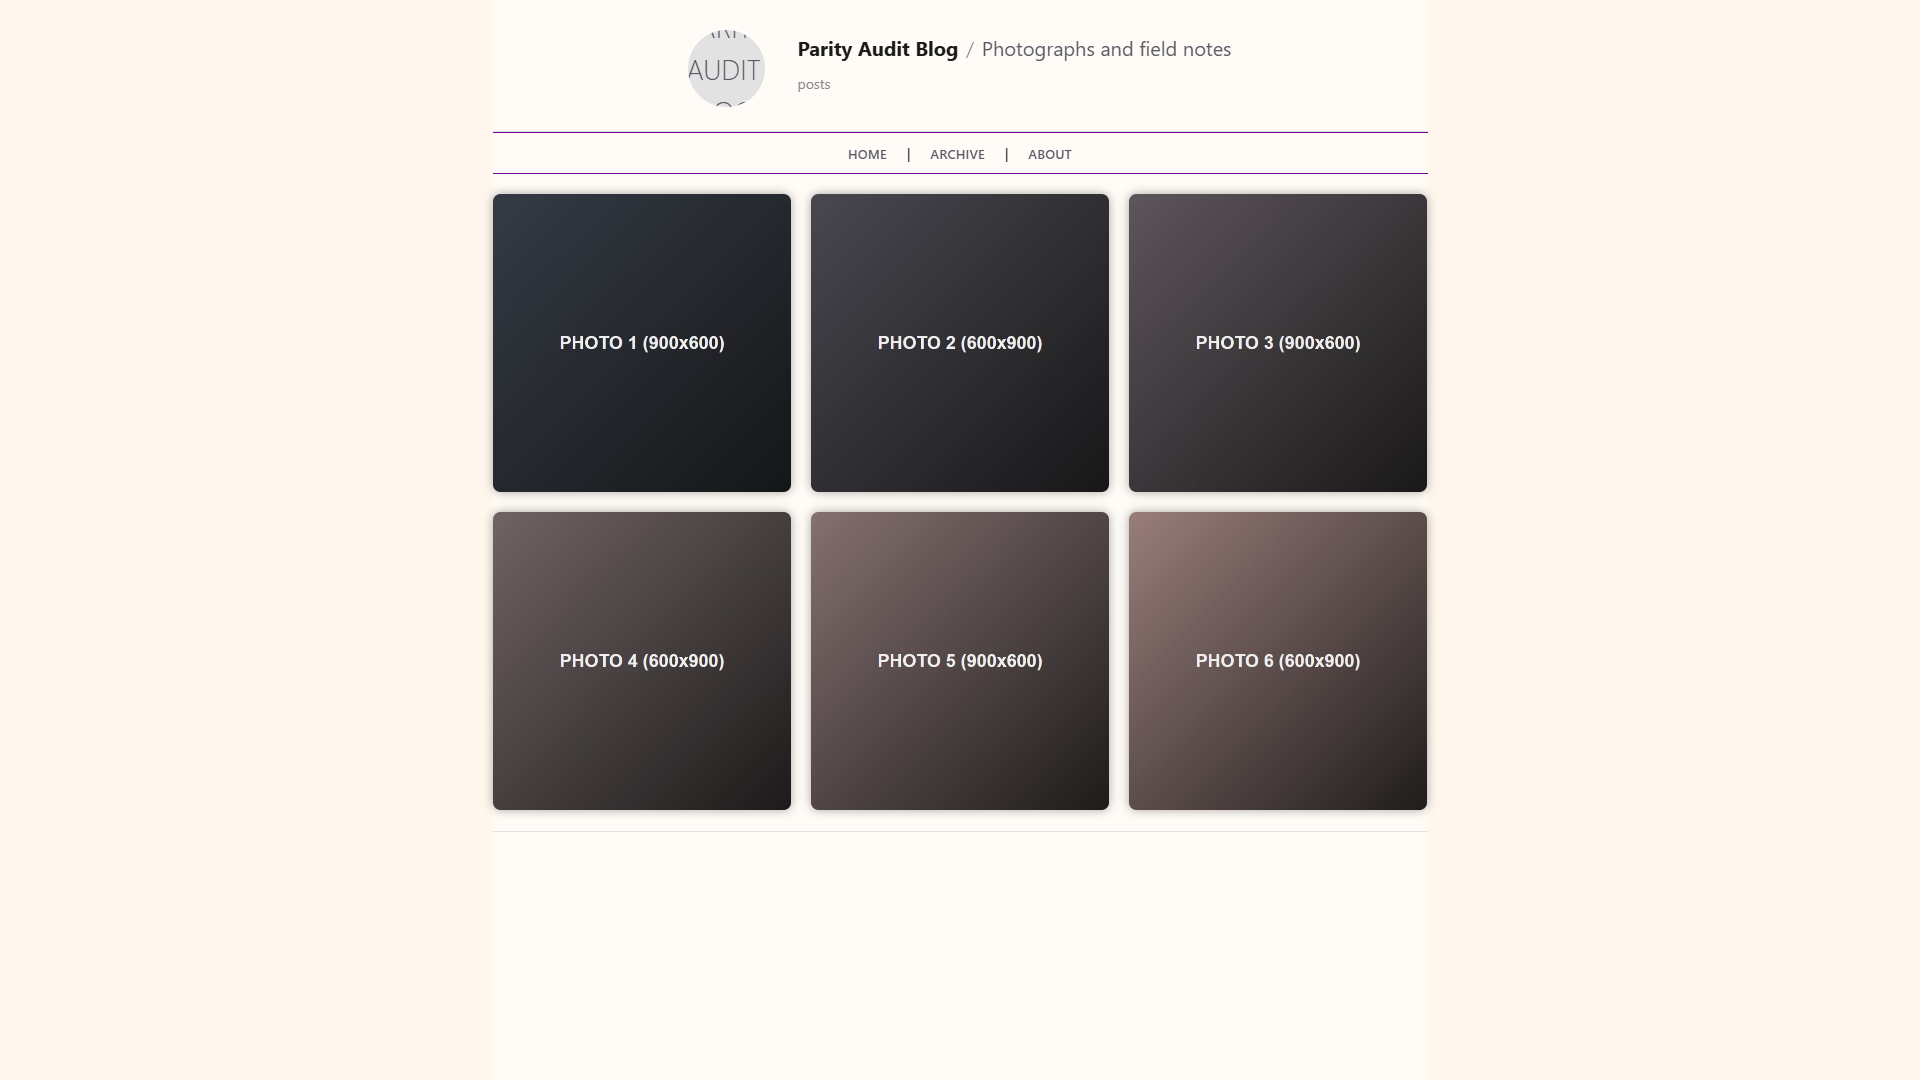 AUDIT
Parity Audit Blog / Photographs and field notes
posts
HOME | ARCHIVE | ABOUT
PHOTO 1 (900x600)
PHOTO 2 (600x900)
PHOTO 3 (900x600)
PHOTO 4 (600x900)
PHOTO 5 (900x600)
PHOTO 6 (600x900)